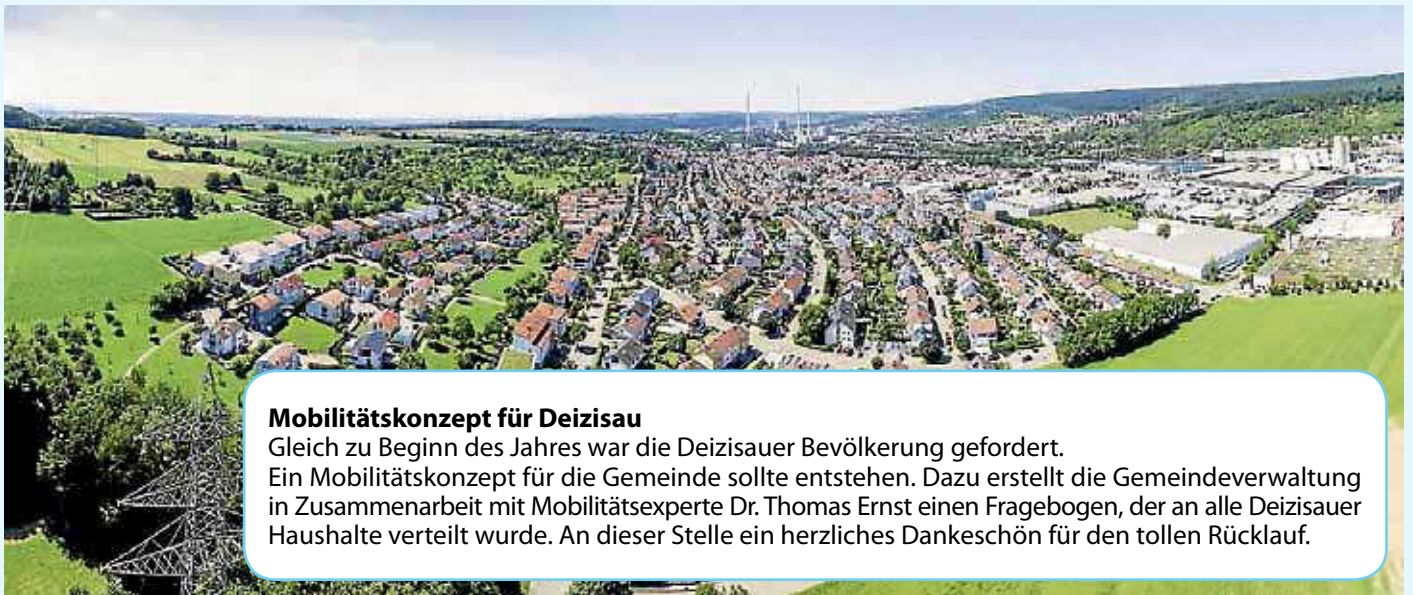 Mobilitätskonzept für Deizisau
Gleich zu Beginn des Jahres war die Deizisauer Bevölkerung gefordert.
Ein Mobilitätskonzept für die Gemeinde sollte entstehen. Dazu erstellt die Gemeindeverwaltung
in Zusammenarbeit mit Mobilitätsexperte Dr. Thomas Ernst einen Fragebogen, der an alle Deizisauer
Haushalte verteilt wurde. An dieser Stelle ein herzliches Dankeschön für den tollen Rücklauf.